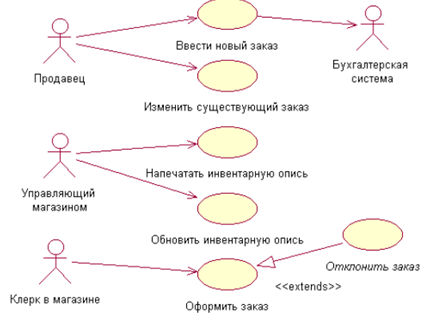 Ввести новый заказ
Продавец
Бухгалтерская
система
Изменить существующий заказ
Напечатать инвентарную опись
Управляющий
магазином
Обновить инвентарную опись
Отклонить заказ
<<extends>>
Клерк в магазине
Оформить заказ